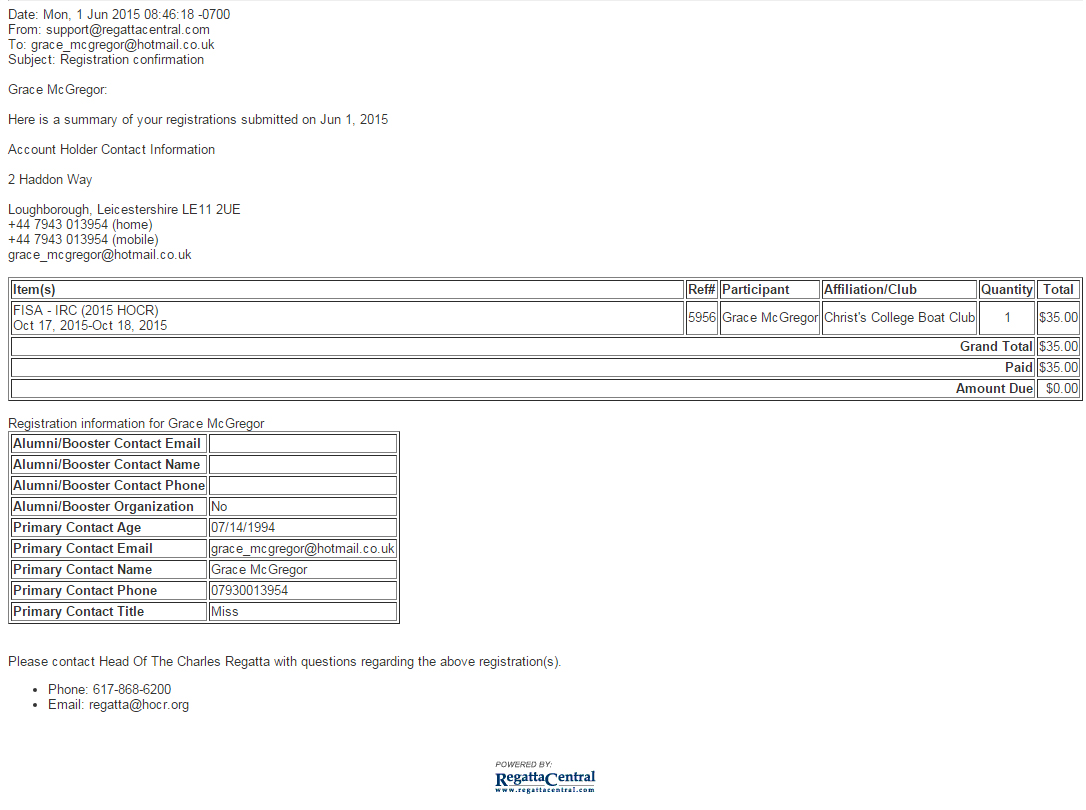 Date: Mon, 1 Jun 2015 08:46:18 -0700
From: support@regattacentral.com
To: grace_mcgregor@hotmail.co.uk
Subject: Registration confirmation
Grace McGregor:
Here is a summary of your registrations submitted on Jun 1, 2015
Account Holder Contact Information
2 Haddon Way
Loughborough, Leicestershire LE11 2UE
+44 7943 013954 (home)
+44 7943 013954 (mobile)
grace_mcgregor@hotmail.co.uk
Item(s) Ref# Participant Affiliation/Club Quantity Total
FISA - IRC (2015 HOCR)
Oct 17, 2015-Oct 18, 2015 5956 Grace McGregor Christ's College Boat Club 1 $35.00
Grand Total $35.00
Paid $35.00
Amount Due $0.00
Registration information for Grace McGregor
Alumni/Booster Contact Email
Alumni/Booster Contact Name
Alumni/Booster Contact Phone
Alumni/Booster Organization No
Primary Contact Age 07/14/1994
Primary Contact Email grace_mcgregor@hotmail.co.uk
Primary Contact Name Grace McGregor
Primary Contact Phone 07930013954
Primary Contact Title Miss
Please contact Head Of The Charles Regatta with questions regarding the above registration(s).
• Phone: 617-868-6200
• Email: regatta@hocr.org
POWERED BY:
RegattaCentral
www.regattacentral.com